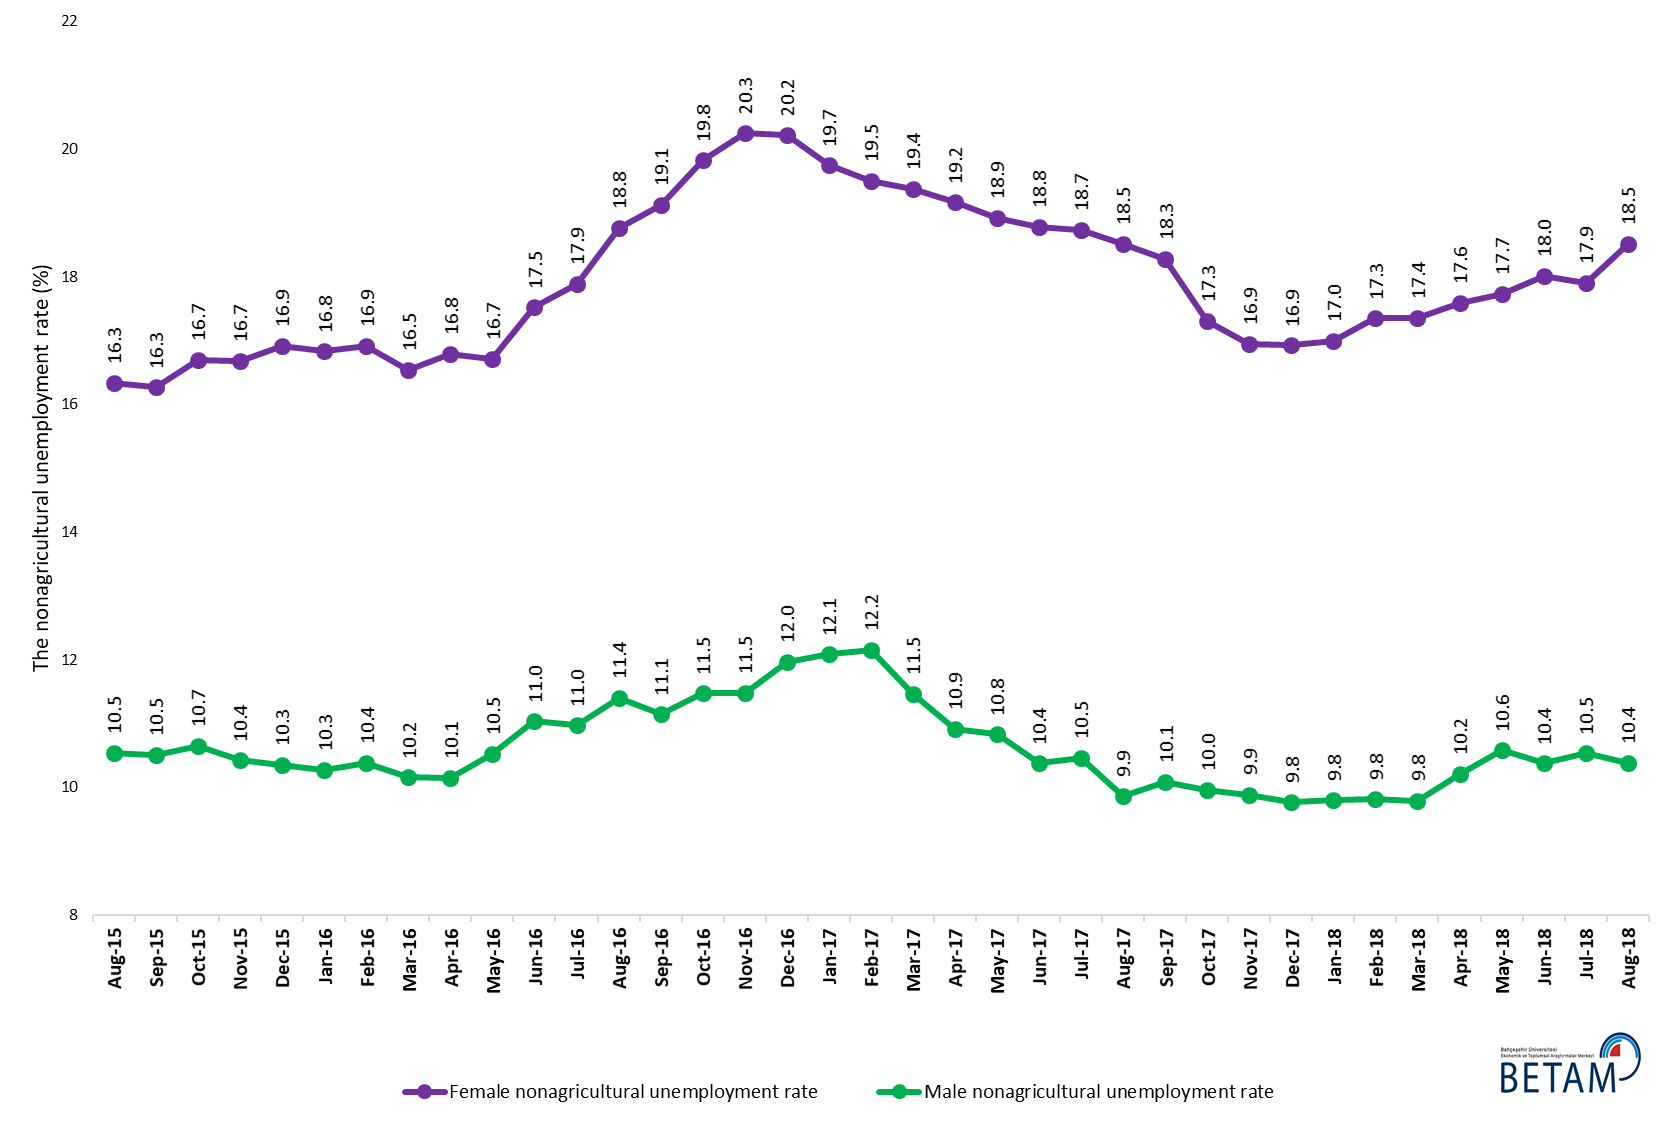 22
20
18
16
14
12
10
8
The nonagricultural unemployment rate (%)
16.3 16.3 16.7 16.7 16.9 16.8 16.9 16.5 16.8 16.7 17.5 17.9 18.8 19.1 19.8 20.3 20.2 19.7 19.5 19.4 19.2 18.9 18.8 18.7 18.5 18.3 17.3 16.9 16.9 17.0 17.3 17.4 17.6 17.7 18.0 17.9 18.5
10.5 10.5 10.7 10.4 10.3 10.3 10.4 10.2 10.1 10.5 11.0 11.0 11.4 11.1 11.5 11.5 12.0 12.1 12.2 11.5 10.9 10.8 10.4 10.5 9.9 10.1 10.0 9.9 9.8 9.8 9.8 9.8 10.2 10.6 10.4 10.5 10.4
Aug-15 Sep-15 Oct-15 Nov-15 Dec-15 Jan-16 Feb-16 Mar-16 Apr-16 May-16 Jun-16 Jul-16 Aug-16 Sep-16 Oct-16 Nov-16 Dec-16 Jan-17 Feb-17 Mar-17 Apr-17 May-17 Jun-17 Jul-17 Aug-17 Sep-17 Oct-17 Nov-17 Dec-17 Jan-18 Feb-18 Mar-18 Apr-18 May-18 Jun-18 Jul-18 Aug-18
Female nonagricultural unemployment rate
Male nonagricultural unemployment rate
Bahçeşehir Üniversitesi
Ekonomik ve Toplumsal Araştırmalar Merkezi
BETAM